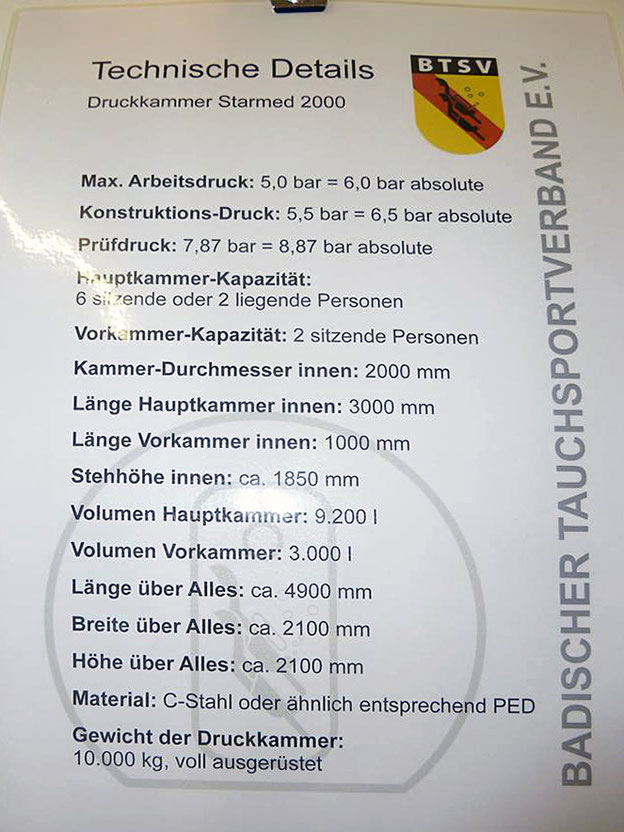 Technische Details
Druckkammer Starmed 2000
BTSV
Max. Arbeitsdruck: 5,0 bar = 6,0 bar absolute
Konstruktions-Druck: 5,5 bar = 6,5 bar absolute
Prüfdruck: 7,87 bar = 8,87 bar absolute
Hauptkammer-Kapazität:
6 sitzende oder 2 liegende Personen
Vorkammer-Kapazität: 2 sitzende Personen
Kammer-Durchmesser innen: 2000 mm
Länge Hauptkammer innen: 3000 mm
Länge Vorkammer innen: 1000 mm
Stehhöhe innen: ca. 1850 mm
Volumen Hauptkammer: 9.200 l
Volumen Vorkammer: 3.000 l
Länge über Alles: ca. 4900 mm
Breite über Alles: ca. 2100 mm
Höhe über Alles: ca. 2100 mm
Material: C-Stahl oder ähnlich entsprechend PED
Gewicht der Druckkammer:
10.000 kg, voll ausgerüstet
BADISCHER TAUCHSPORTVERBAND E.V.